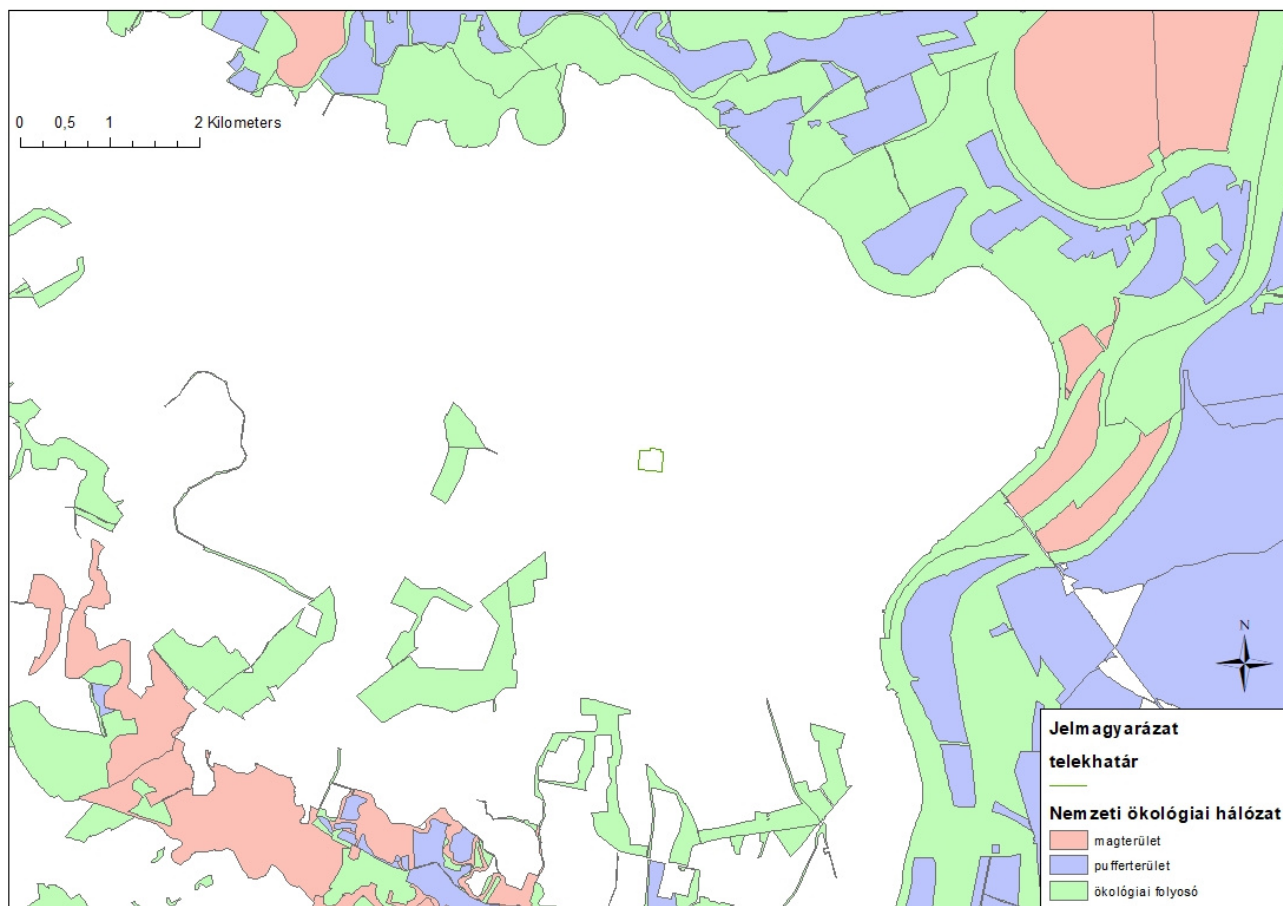 0 0,5 1 2 Kilometers
N
Jelmagyarázat
telekhatár
Nemzeti ökológiai hálózat
magterület
pufferterület
ökológiai folyosó